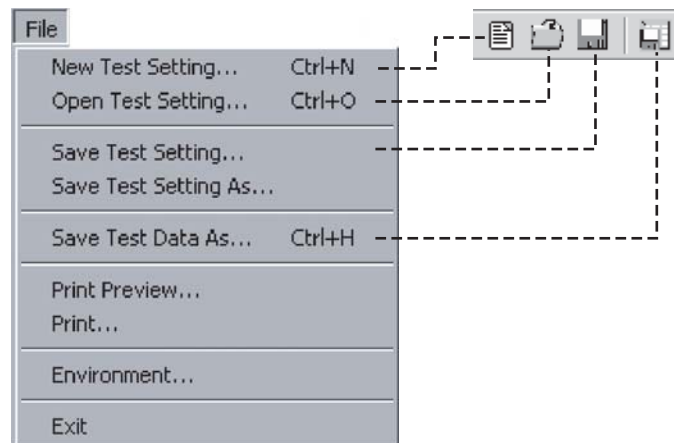 File
New Test Setting... Ctrl+N
Open Test Setting... Ctrl+O
Save Test Setting...
Save Test Setting As...
Save Test Data As... Ctrl+H
Print Preview...
Print...
Environment...
Exit